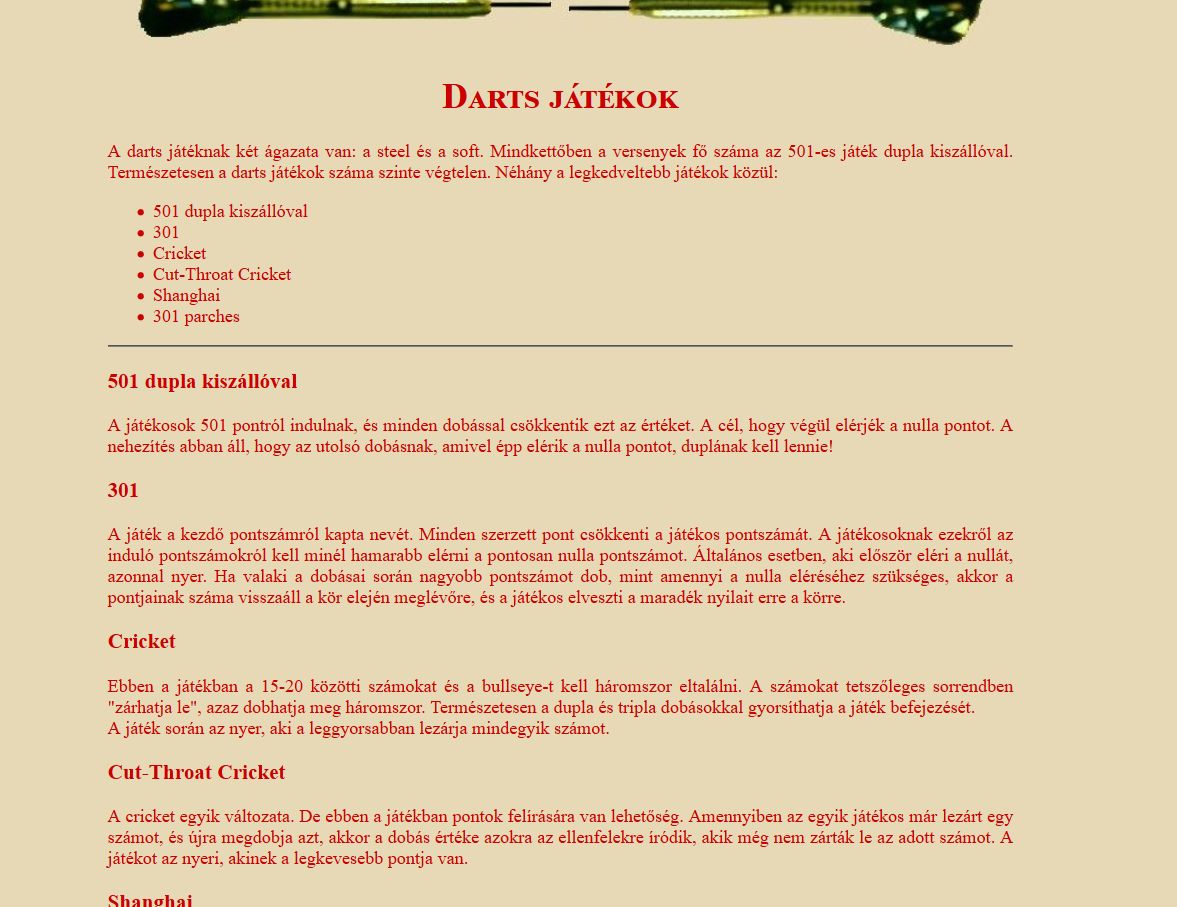 Darts játékok
A darts játéknak két ágazata van: a steel és a soft. Mindkettőben a versenyek fő száma az 501-es játék dupla kiszállóval.
Természetesen a darts játékok száma szinte végtelen. Néhány a legkedveltebb játékok közül:
• 501 dupla kiszállóval
• 301
• Cricket
• Cut-Throat Cricket
• Shanghai
• 301 parches
501 dupla kiszállóval
A játékosok 501 pontról indulnak, és minden dobással csökkentik ezt az értéket. A cél, hogy végül elérjék a nulla pontot. A
nehezítés abban áll, hogy az utolsó dobásnak, amivel épp elérik a nulla pontot, duplának kell lennie!
301
A játék a kezdő pontszámról kapta nevét. Minden szerzett pont csökkenti a játékos pontszámát. A játékosoknak ezekről az
induló pontszámokról kell minél hamarabb elérni a pontosan nulla pontszámot. Általános esetben, aki először eléri a nullát,
azonnal nyer. Ha valaki a dobásai során nagyobb pontszámot dob, mint amennyi a nulla eléréséhez szükséges, akkor a
pontjainak száma visszaáll a kör elején meglévőre, és a játékos elveszti a maradék nyilait erre a körre.
Cricket
Ebben a játékban a 15-20 közötti számokat és a bullseye-t kell háromszor eltalálni. A számokat tetszőleges sorrendben
"zárhatja le", azaz dobhatja meg háromszor. Természetesen a dupla és tripla dobásokkal gyorsíthatja a játék befejezését.
A játék során az nyer, aki a leggyorsabban lezárja mindegyik számot.
Cut-Throat Cricket
A cricket egyik változata. De ebben a játékban pontok felírására van lehetőség. Amennyiben az egyik játékos már lezárt egy
számot, és újra megdobja azt, akkor a dobás értéke azokra az ellenfelekre íródik, akik még nem zárták le az adott számot. A
játékot az nyeri, akinek a legkevesebb pontja van.
Shanghai